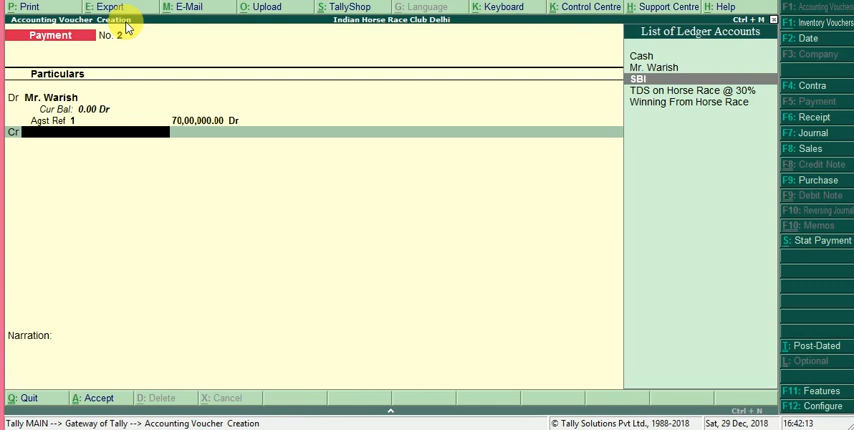 P: Print E: Export M: E-Mail O: Upload S: TallyShop G: Language K: Keyboard K: Control Centre H: Support Centre H: Help
F1: Accounting Vouchers
Accounting Voucher Creation Indian Horse Race Club Delhi Ctrl + M
F1: Inventory Vouchers
Payment No. 2
List of Ledger Accounts
F2: Date
F3: Company
Cash
Mr. Warish
SBI
TDS on Horse Race @ 30%
Winning From Horse Race
Particulars
Dr Mr. Warish
Cur Bal: 0.00 Dr
Agst Ref 1 70,00,000.00 Dr
Cr
F4: Contra
F5: Payment
F6: Receipt
F7: Journal
F8: Sales
F8: Credit Note
F9: Purchase
F9: Debit Note
F10: Reversing Journal
F10: Memos
S: Stat Payment
Narration:
T: Post-Dated
L: Optional
F11: Features
F12: Configure
Q: Quit A: Accept D: Delete X: Cancel
Ctrl + N
Tally MAIN --> Gateway of Tally --> Accounting Voucher Creation © Tally Solutions Pvt Ltd., 1988-2018 Sat, 29 Dec, 2018 16:42:13